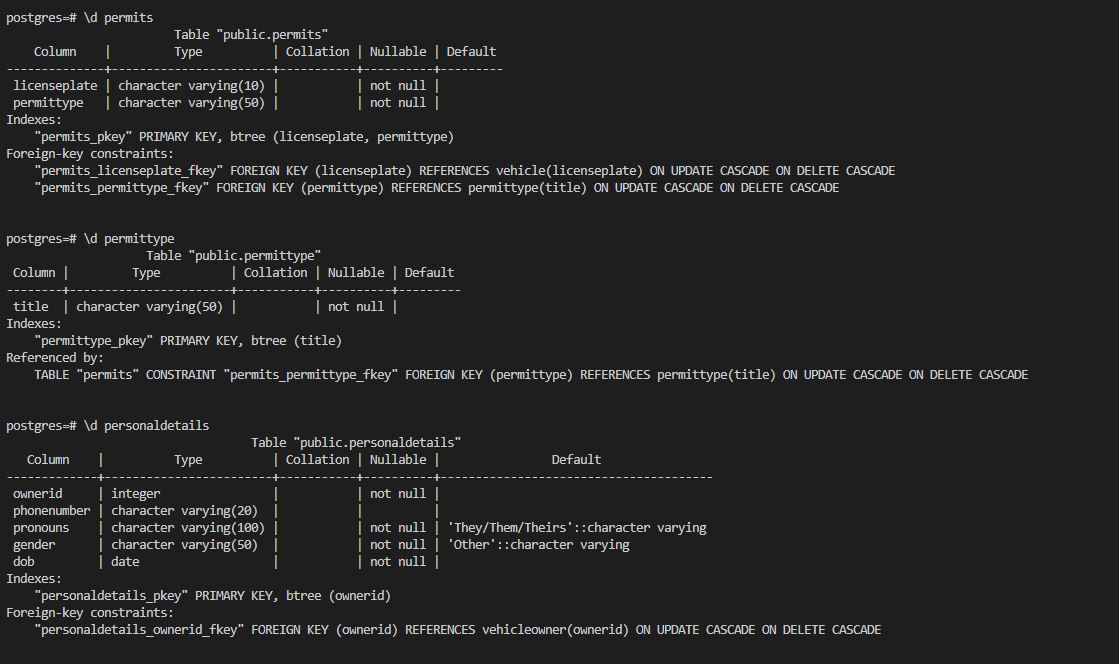 postgres=# \d permits
                        Table "public.permits"
    Column    |         Type          | Collation | Nullable | Default
--------------+-----------------------+-----------+----------+---------
 licenseplate | character varying(10) |           | not null |
 permittype   | character varying(50) |           | not null |
Indexes:
    "permits_pkey" PRIMARY KEY, btree (licenseplate, permittype)
Foreign-key constraints:
    "permits_licenseplate_fkey" FOREIGN KEY (licenseplate) REFERENCES vehicle(licenseplate) ON UPDATE CASCADE ON DELETE CASCADE
    "permits_permittype_fkey" FOREIGN KEY (permittype) REFERENCES permittype(title) ON UPDATE CASCADE ON DELETE CASCADE

postgres=# \d permittype
                    Table "public.permittype"
 Column |         Type          | Collation | Nullable | Default
--------+-----------------------+-----------+----------+---------
 title  | character varying(50) |           | not null |
Indexes:
    "permittype_pkey" PRIMARY KEY, btree (title)
Referenced by:
    TABLE "permits" CONSTRAINT "permits_permittype_fkey" FOREIGN KEY (permittype) REFERENCES permittype(title) ON UPDATE CASCADE ON DELETE CASCADE

postgres=# \d personaldetails
                                   Table "public.personaldetails"
   Column    |          Type          | Collation | Nullable |                Default
-------------+------------------------+-----------+----------+---------------------------------------
 ownerid     | integer                |           | not null |
 phonenumber | character varying(20)  |           |          |
 pronouns    | character varying(100) |           | not null | 'They/Them/Theirs'::character varying
 gender      | character varying(50)  |           | not null | 'Other'::character varying
 dob         | date                   |           | not null |
Indexes:
    "personaldetails_pkey" PRIMARY KEY, btree (ownerid)
Foreign-key constraints:
    "personaldetails_ownerid_fkey" FOREIGN KEY (ownerid) REFERENCES vehicleowner(ownerid) ON UPDATE CASCADE ON DELETE CASCADE